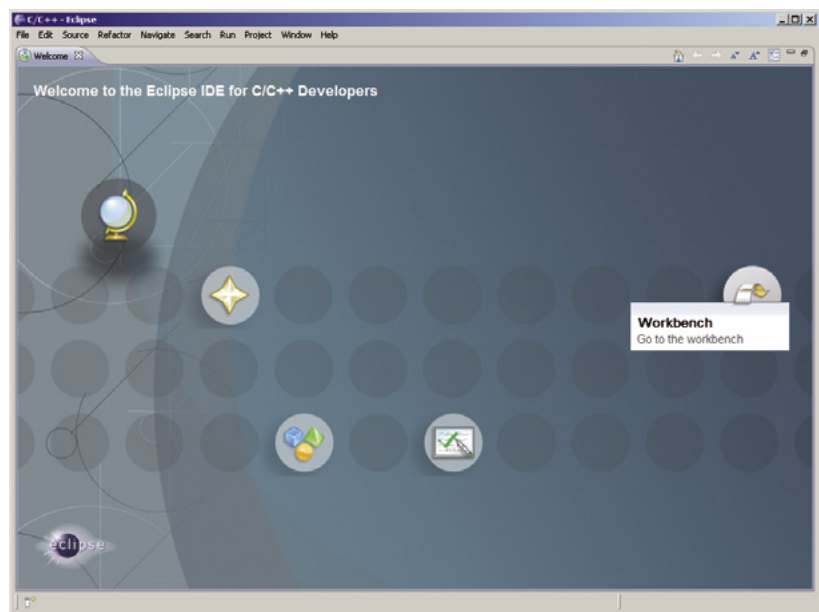 C/C++ - Eclipse
File Edit Source Refactor Navigate Search Run Project Window Help
Welcome
Welcome to the Eclipse IDE for C/C++ Developers
Workbench
Go to the workbench
eclipse